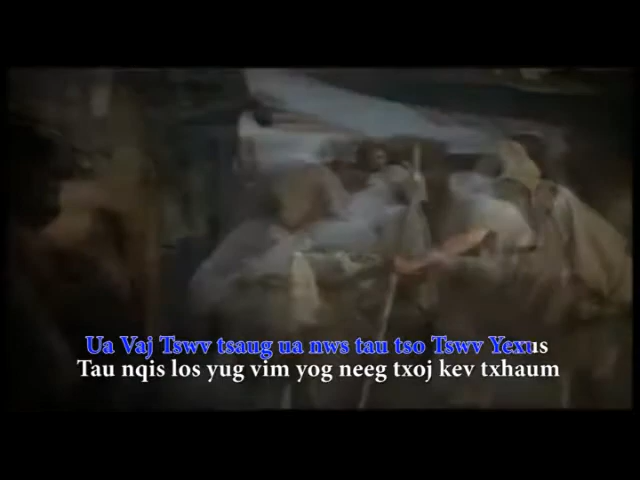 Ua Vaj Tswv tsaug ua nws tau tso Tswv Yexus
Tau nqis los yug vim yog neeg txoj kev txhaum